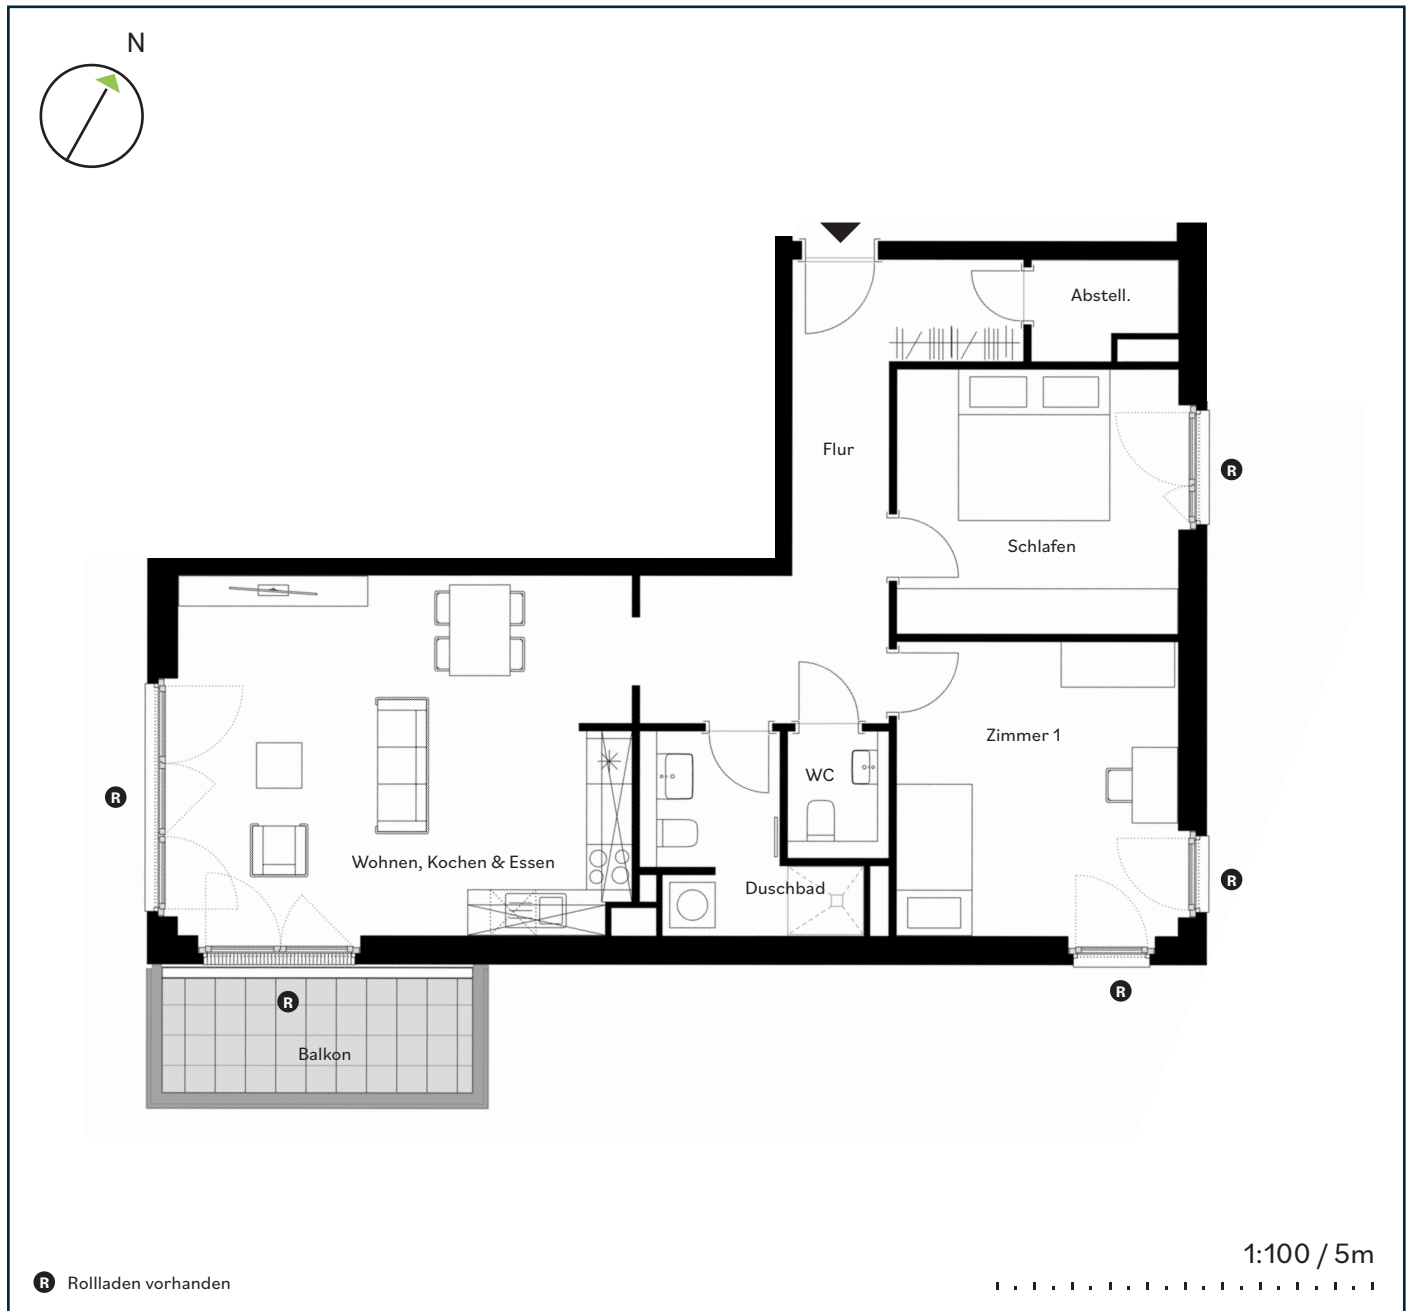 N
Abstell.
Flur
R
Schlafen
Zimmer 1
WC
R
Wohnen, Kochen & Essen
Duschbad
R
R
R
Balkon
1:100 / 5m
R Rollladen vorhanden